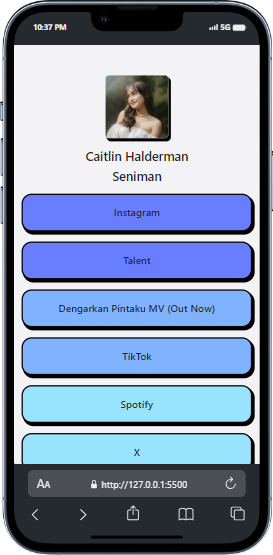 10:37 PM
5G
Caitlin Halderman
Seniman
Instagram
Talent
Dengarkan Pintaku MV (Out Now)
TikTok
Spotify
X
AA
http://127.0.0.1:5500